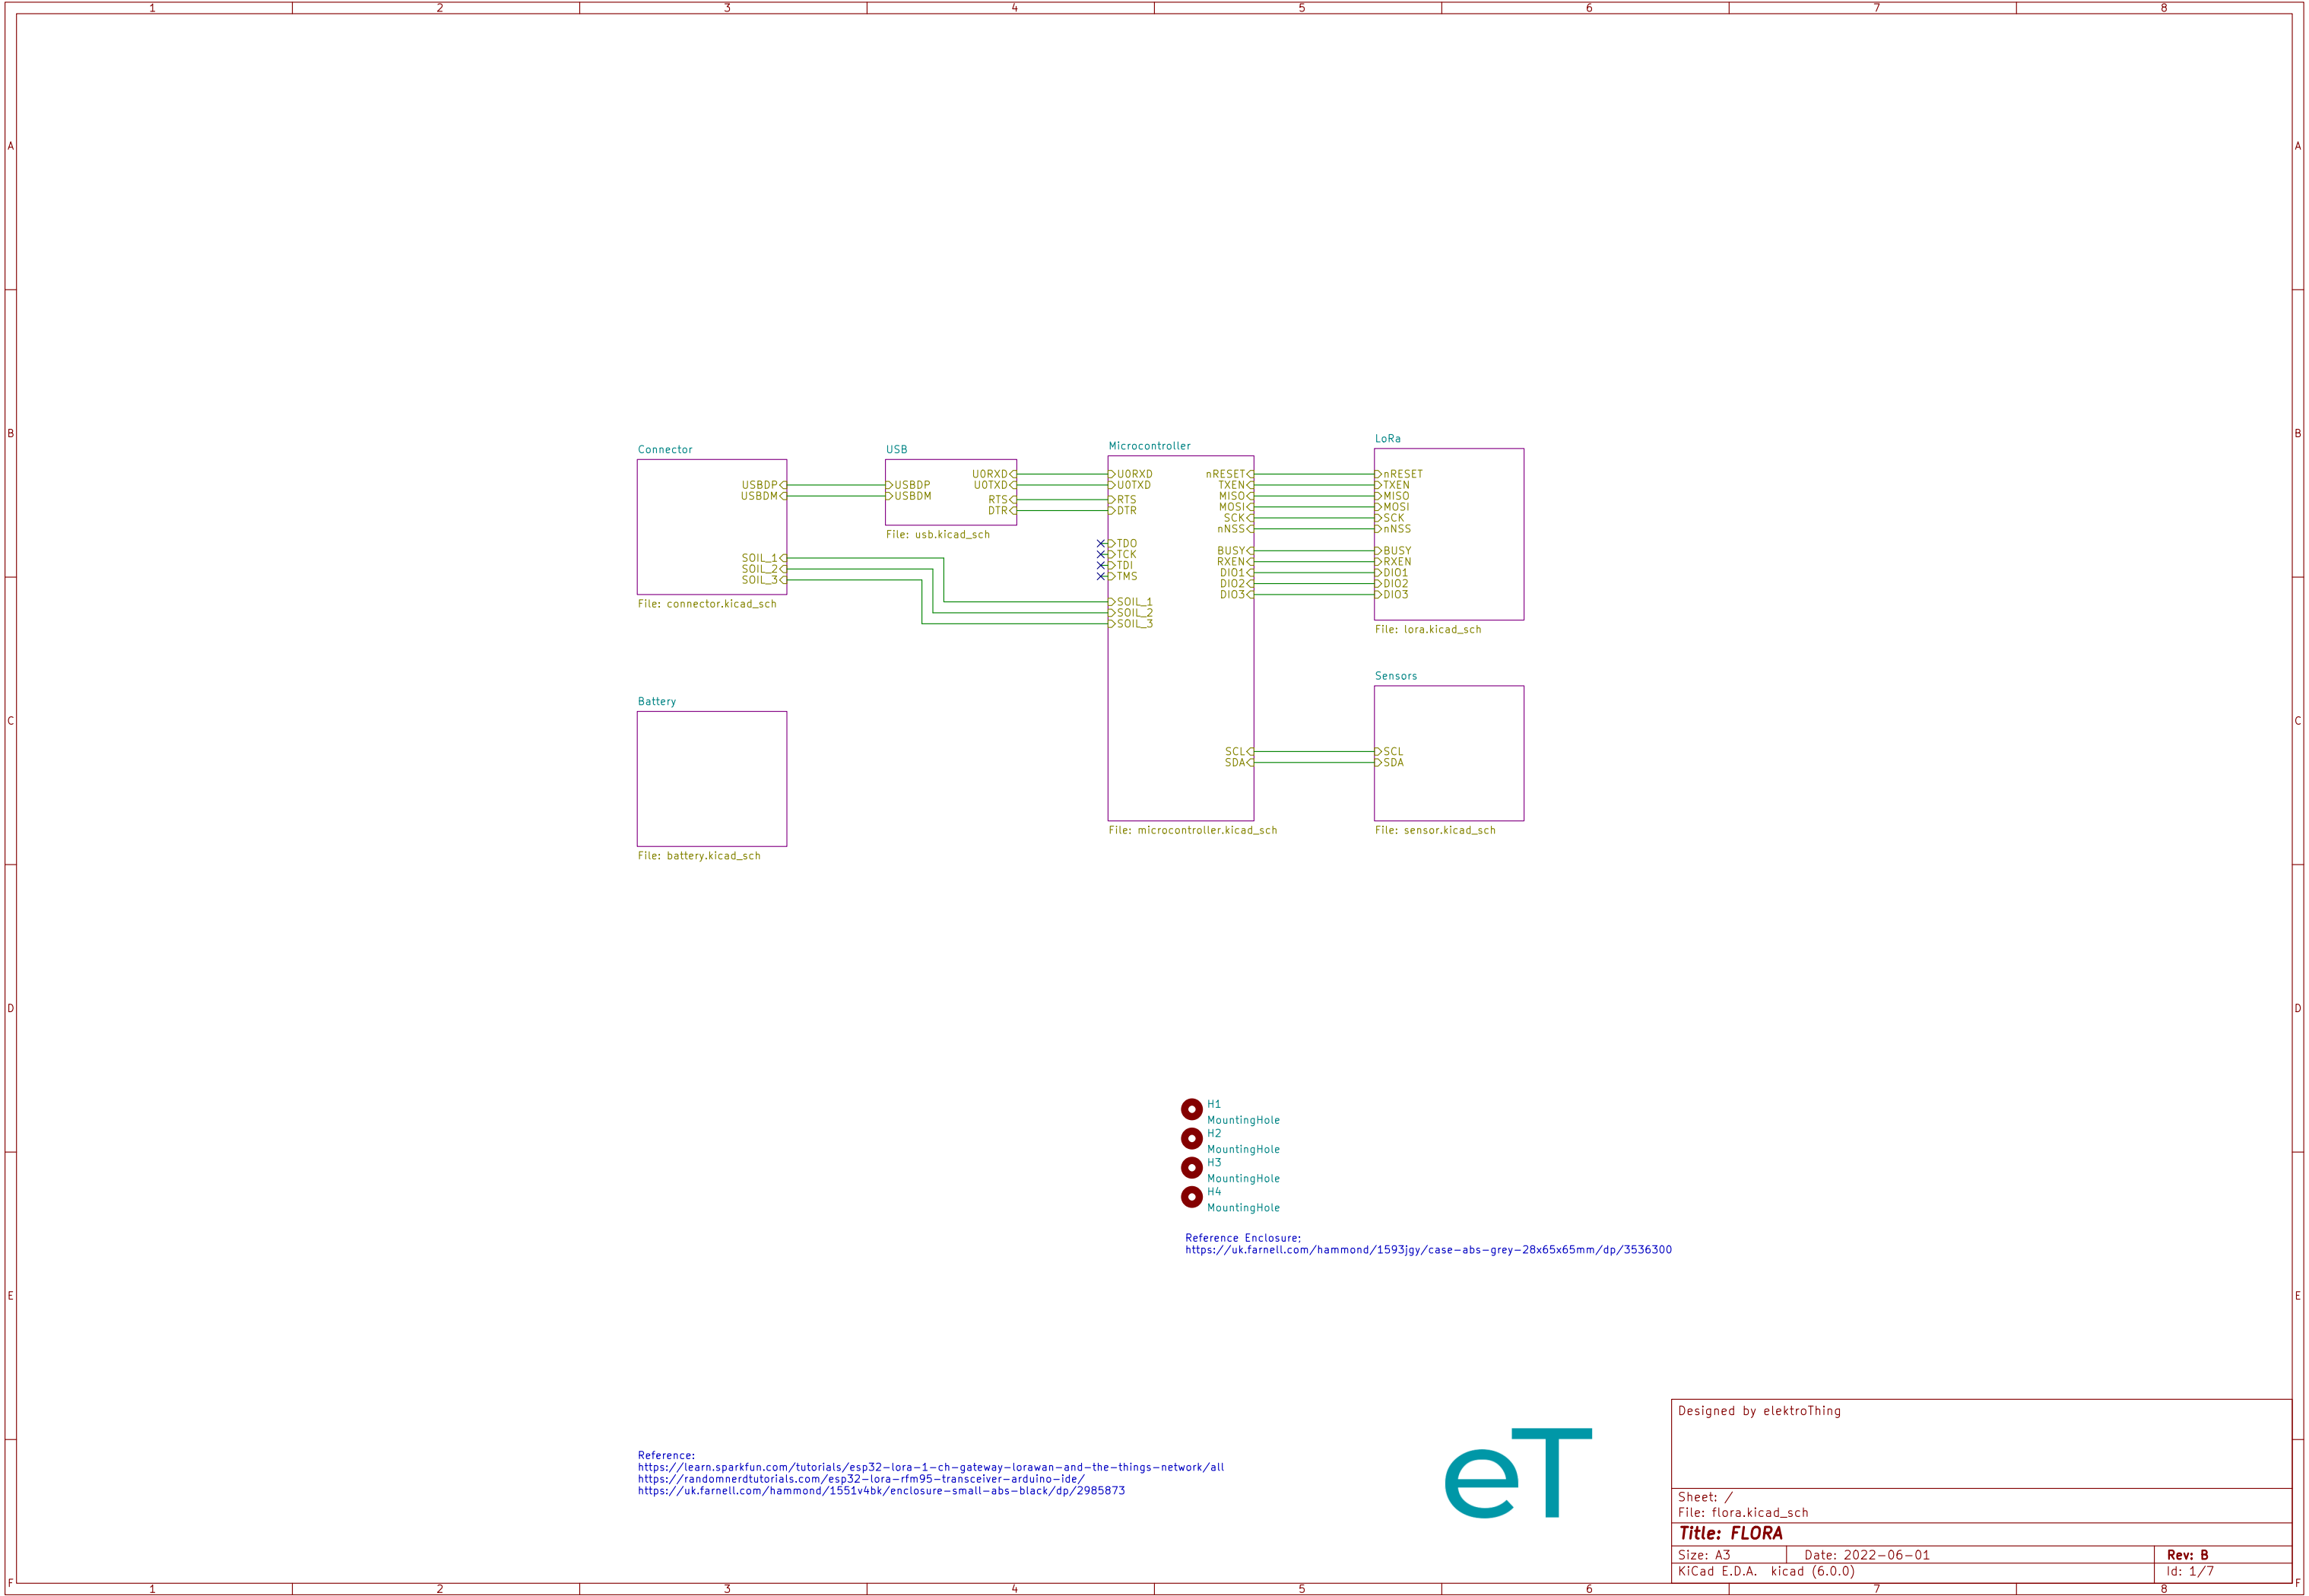 1 2 3 4 5 6 7 8
A A
B B
C C
D D
E E
F F
Connector
USBDP
USBDM
SOIL_1
SOIL_2
SOIL_3
File: connector.kicad_sch
USB
USBDP
USBDM
U0RXD
U0TXD
RTS
DTR
File: usb.kicad_sch
Microcontroller
U0RXD
U0TXD
RTS
DTR
TDO
TCK
TDI
TMS
SOIL_1
SOIL_2
SOIL_3
nRESET
TXEN
MISO
MOSI
SCK
nNSS
BUSY
RXEN
DIO1
DIO2
DIO3
SCL
SDA
File: microcontroller.kicad_sch
LoRa
nRESET
TXEN
MISO
MOSI
SCK
nNSS
BUSY
RXEN
DIO1
DIO2
DIO3
File: lora.kicad_sch
Battery
File: battery.kicad_sch
Sensors
SCL
SDA
File: sensor.kicad_sch
H1
MountingHole
H2
MountingHole
H3
MountingHole
H4
MountingHole
Reference Enclosure:
https://uk.farnell.com/hammond/1593jgy/case-abs-grey-28x65x65mm/dp/3536300
Reference:
https://learn.sparkfun.com/tutorials/esp32-lora-1-ch-gateway-lorawan-and-the-things-network/all
https://randomnerdtutorials.com/esp32-lora-rfm95-transceiver-arduino-ide/
https://uk.farnell.com/hammond/1551v4bk/enclosure-small-abs-black/dp/2985873
eT
Designed by elektroThing
Sheet: /
File: flora.kicad_sch
Title: FLORA
Size: A3 Date: 2022-06-01 Rev: B
KiCad E.D.A. kicad (6.0.0) Id: 1/7
1 2 3 4 5 6 7 8